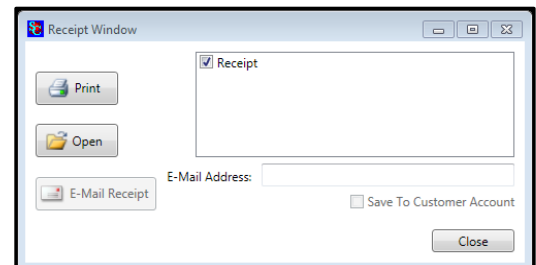 Receipt Window
Receipt
Print
Open
E-Mail Address:
E-Mail Receipt
Save To Customer Account
Close